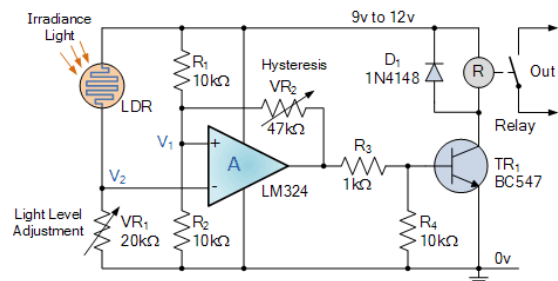 Irradiance
Light
9v to 12v
R1
10kΩ
D1
1N4148
R
Out
Hysteresis
VR2
47kΩ
LDR
Relay
V1
+
A
-
LM324
R3
1kΩ
TR1
BC547
V2
Light Level
Adjustment
VR1
20kΩ
R2
10kΩ
R4
10kΩ
0v